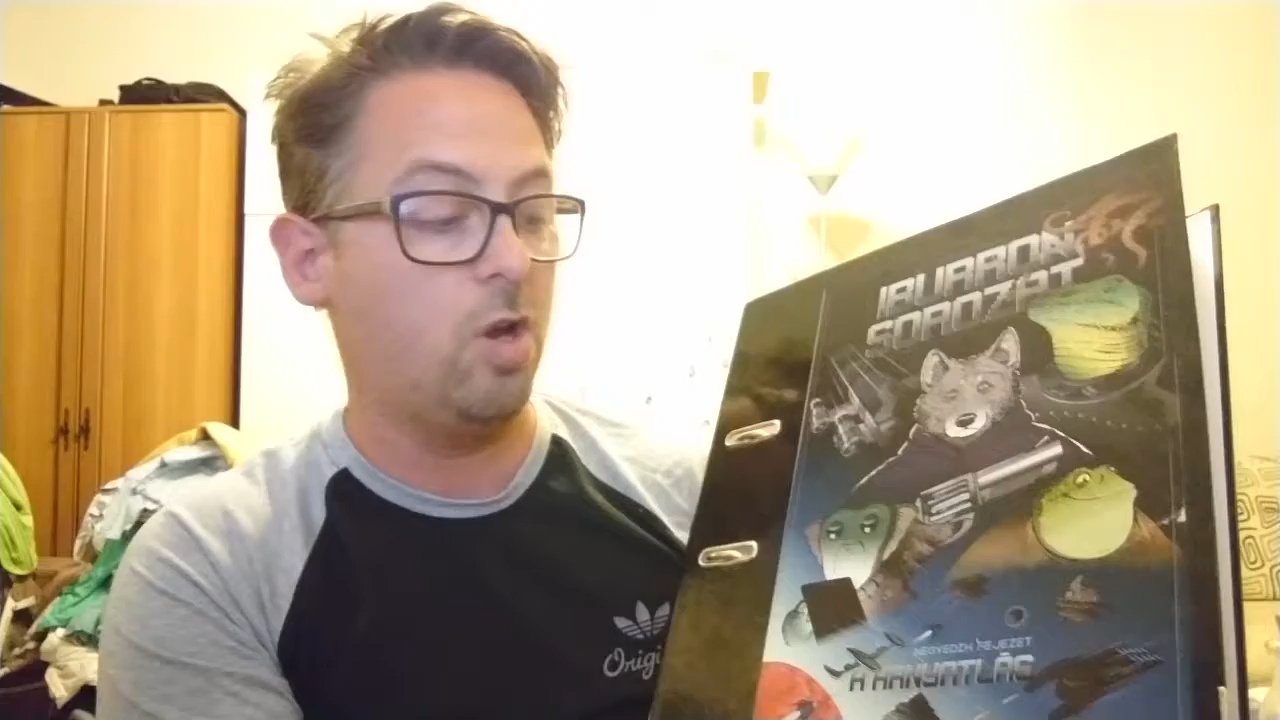 IBURRON
SOROZAT
NEGYEDIK FEJEZET
A HANYATLÁS
Origi